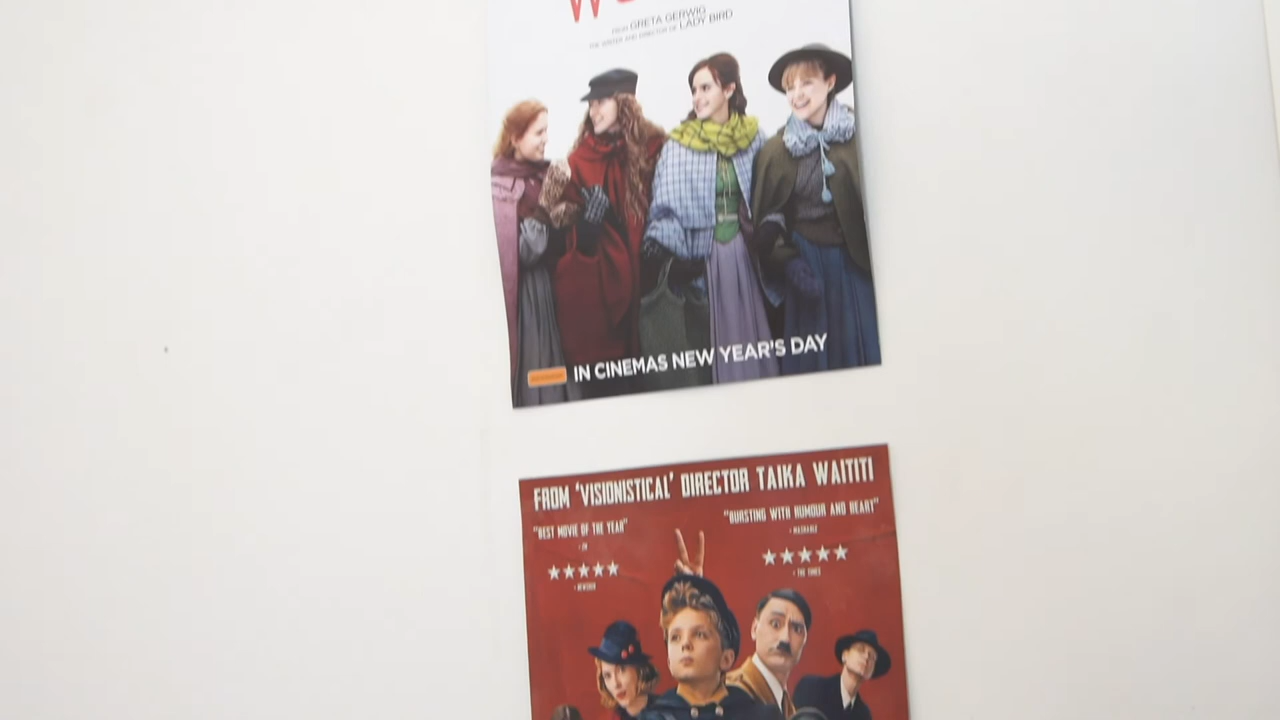 FROM GRETA GERWIG
THE WRITER AND DIRECTOR OF LADY BIRD
IN CINEMAS NEW YEAR'S DAY
FROM 'VISIONISTICAL' DIRECTOR TAIKA WAITITI
"BEST MOVIE OF THE YEAR"
"BURSTING WITH HUMOUR AND HEART"
- MASHABLE
- THE TIMES